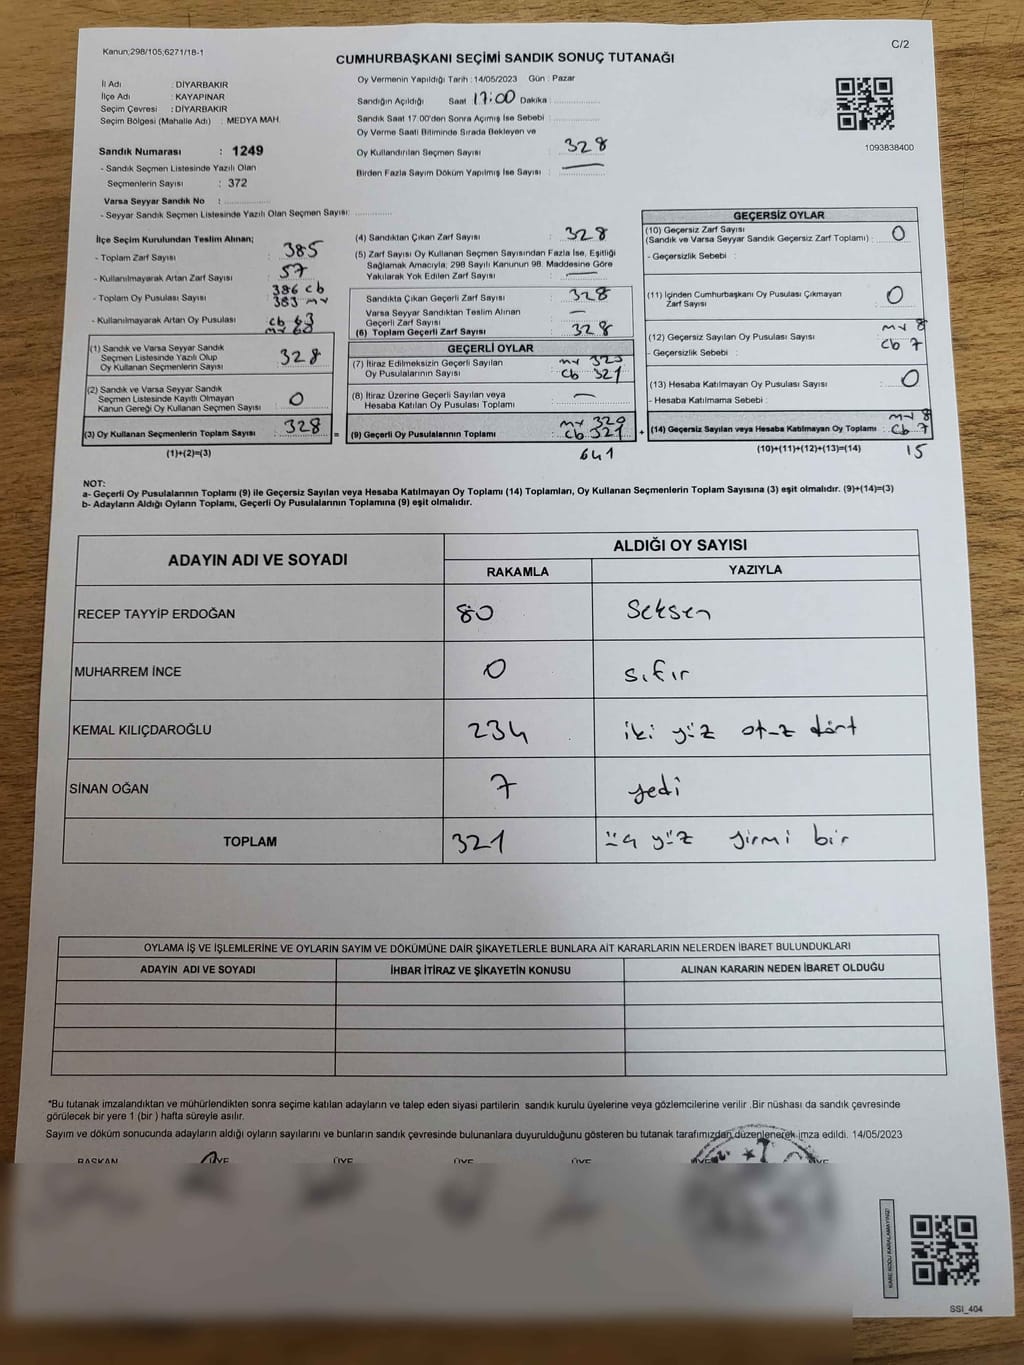 Kanun;298/105,6271/18-1
C/2
CUMHURBAŞKANI SEÇİMİ SANDIK SONUÇ TUTANAĞI
İl Adı : DİYARBAKIR
İlçe Adı : KAYAPINAR
Seçim Çevresi : DİYARBAKIR
Seçim Bölgesi (Mahalle Adı) : MEDYA MAH.
Sandık Numarası : 1249
- Sandık Seçmen Listesinde Yazılı Olan
Seçmenlerin Sayısı : 372
Varsa Seyyar Sandık No :
- Seyyar Sandık Seçmen Listesinde Yazılı Olan Seçmen Sayısı:
Oy Vermenin Yapıldığı Tarih : 14/05/2023 Gün : Pazar
Sandığın Açıldığı Saat 17:00 Dakika :
Sandık Saat 17.00'den Sonra Açımış İse Sebebi :
Oy Verme Saati Bitiminde Sırada Bekleyen ve
Oy Kullandırılan Seçmen Sayısı : 328
Birden Fazla Sayım Döküm Yapılmış İse Sayısı : —
1093838400
İlçe Seçim Kurulundan Teslim Alınan;
- Toplam Zarf Sayısı : 385
- Kullanılmayarak Artan Zarf Sayısı : 57
- Toplam Oy Pusulası Sayısı : 386 cb
383 mv
- Kullanılmayarak Artan Oy Pusulası : cb 63
(1) Sandık ve Varsa Seyyar Sandık
Seçmen Listesinde Yazılı Olup
Oy Kullanan Seçmenlerin Sayısı : 328
(2) Sandık ve Varsa Seyyar Sandık
Seçmen Listesinde Kayıtlı Olmayan
Kanun Gereği Oy Kullanan Seçmen Sayısı : 0
(3) Oy Kullanan Seçmenlerin Toplam Sayısı : 328
(1)+(2)=(3)
(4) Sandıktan Çıkan Zarf Sayısı : 328
(5) Zarf Sayısı Oy Kullanan Seçmen Sayısından Fazla İse, Eşitliği
Sağlamak Amacıyla; 298 Sayılı Kanunun 98. Maddesine Göre
Yakılarak Yok Edilen Zarf Sayısı : —
Sandıkta Çıkan Geçerli Zarf Sayısı : 328
Varsa Seyyar Sandıktan Teslim Alınan
Geçerli Zarf Sayısı : —
(6) Toplam Geçerli Zarf Sayısı : 328
GEÇERLİ OYLAR
(7) İtiraz Edilmeksizin Geçerli Sayılan
Oy Pusulalarının Sayısı : cb 321
(8) İtiraz Üzerine Geçerli Sayılan veya
Hesaba Katılan Oy Pusulası Toplamı : —
= (9) Geçerli Oy Pusulalarının Toplamı : mv 320
cb 321
641
GEÇERSİZ OYLAR
(10) Geçersiz Zarf Sayısı
(Sandık ve Varsa Seyyar Sandık Geçersiz Zarf Toplamı) : 0
- Geçersizlik Sebebi :
(11) İçinden Cumhurbaşkanı Oy Pusulası Çıkmayan
Zarf Sayısı : 0
(12) Geçersiz Sayılan Oy Pusulası Sayısı : mv 8
- Geçersizlik Sebebi : cb 7
(13) Hesaba Katılmayan Oy Pusulası Sayısı : 0
- Hesaba Katılmama Sebebi :
+ (14) Geçersiz Sayılan veya Hesaba Katılmayan Oy Toplamı : mv 8
cb 7
(10)+(11)+(12)+(13)=(14) 15
NOT:
a- Geçerli Oy Pusulalarının Toplamı (9) ile Geçersiz Sayılan veya Hesaba Katılmayan Oy Toplamı (14) Toplamları, Oy Kullanan Seçmenlerin Toplam Sayısına (3) eşit olmalıdır. (9)+(14)=(3)
b- Adayların Aldığı Oyların Toplamı, Geçerli Oy Pusulalarının Toplamına (9) eşit olmalıdır.
ADAYIN ADI VE SOYADI ALDIĞI OY SAYISI
RAKAMLA YAZIYLA
RECEP TAYYİP ERDOĞAN 80 Seksen
MUHARREM İNCE 0 sıfır
KEMAL KILIÇDAROĞLU 234 iki yüz otuz dört
SİNAN OĞAN 7 yedi
TOPLAM 321 üç yüz yirmi bir
OYLAMA İŞ VE İŞLEMLERİNE VE OYLARIN SAYIM VE DÖKÜMÜNE DAİR ŞİKAYETLERLE BUNLARA AİT KARARLARIN NELERDEN İBARET BULUNDUKLARI
ADAYIN ADI VE SOYADI İHBAR İTİRAZ VE ŞİKAYETİN KONUSU ALINAN KARARIN NEDEN İBARET OLDUĞU
*Bu tutanak imzalandıktan ve mühürlendikten sonra seçime katılan adayların ve talep eden siyasi partilerin sandık kurulu üyelerine veya gözlemcilerine verilir .Bir nüshası da sandık çevresinde
görülecek bir yere 1 (bir ) hafta süreyle asılır.
Sayım ve döküm sonucunda adayların aldığı oyların sayılarını ve bunların sandık çevresinde bulunanlara duyurulduğunu gösteren bu tutanak tarafımızdan düzenlenerek imza edildi. 14/05/2023
BAŞKAN ÜYE ÜYE ÜYE ÜYE ÜYE ÜYE
KARE KODU KARALAMAYINIZ!
SSI_404